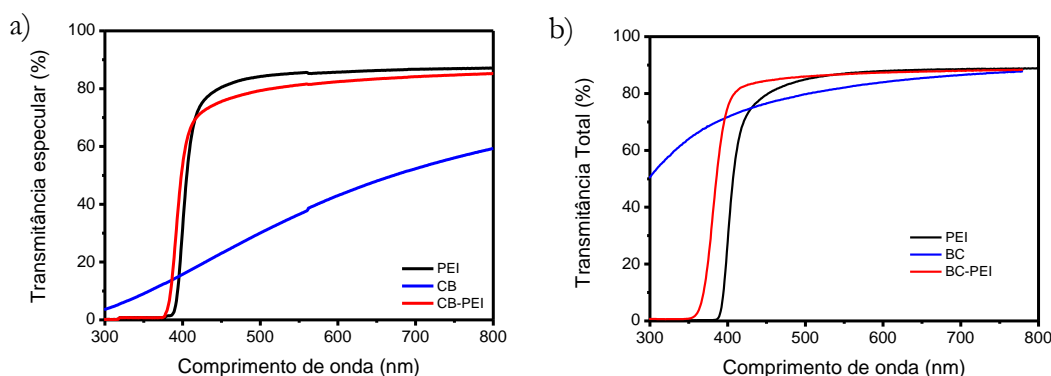 a)
Transmitância especular (%)
100
80
60
40
20
0
300
400
500
600
700
800
Comprimento de onda (nm)
PEI
CB
CB-PEI
b)
Transmitância Total (%)
100
80
60
40
20
0
300
400
500
600
700
800
Comprimento de onda (nm)
PEI
BC
BC-PEI